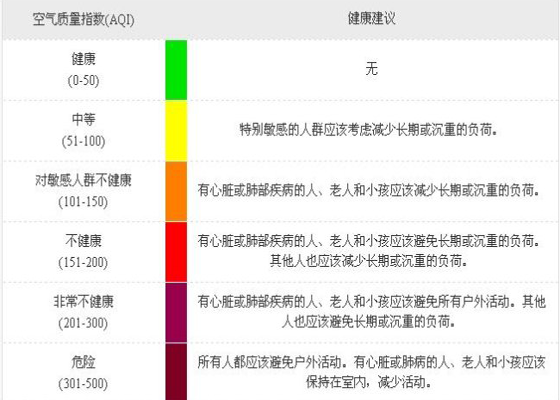 空气质量指数(AQI)
健康建议
健康
(0-50)
无
中等
(51-100)
特别敏感的人群应该考虑减少长期或沉重的负荷。
对敏感人群不健康
(101-150)
有心脏或肺部疾病的人、老人和小孩应该减少长期或沉重的负荷。
不健康
(151-200)
有心脏或肺部疾病的人、老人和小孩应该避免长期或沉重的负荷。
其他人也应该减少长期或沉重的负荷。
非常不健康
(201-300)
有心脏或肺部疾病的人、老人和小孩应该避免所有户外活动。其他
人也应该避免长期或沉重的负荷。
危险
(301-500)
所有人都应该避免户外活动。有心脏或肺病的人、老人和小孩应该
保持在室内，减少活动。